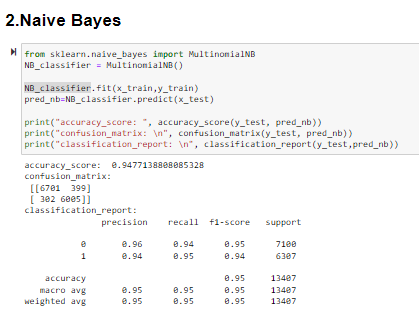 2.Naive Bayes
from sklearn.naive_bayes import MultinomialNB
NB_classifier = MultinomialNB()
NB_classifier.fit(x_train,y_train)
pred_nb=NB_classifier.predict(x_test)
print("accuracy_score: ", accuracy_score(y_test, pred_nb))
print("confusion_matrix: \n", confusion_matrix(y_test, pred_nb))
print("classification_report: \n", classification_report(y_test,pred_nb))
accuracy_score:  0.9477138808085328
confusion_matrix:
[[6701  399]
[ 302 6005]]
classification_report:
precision    recall  f1-score   support
0       0.96      0.94      0.95      7100
1       0.94      0.95      0.94      6307
accuracy                           0.95     13407
macro avg       0.95      0.95      0.95     13407
weighted avg       0.95      0.95      0.95     13407